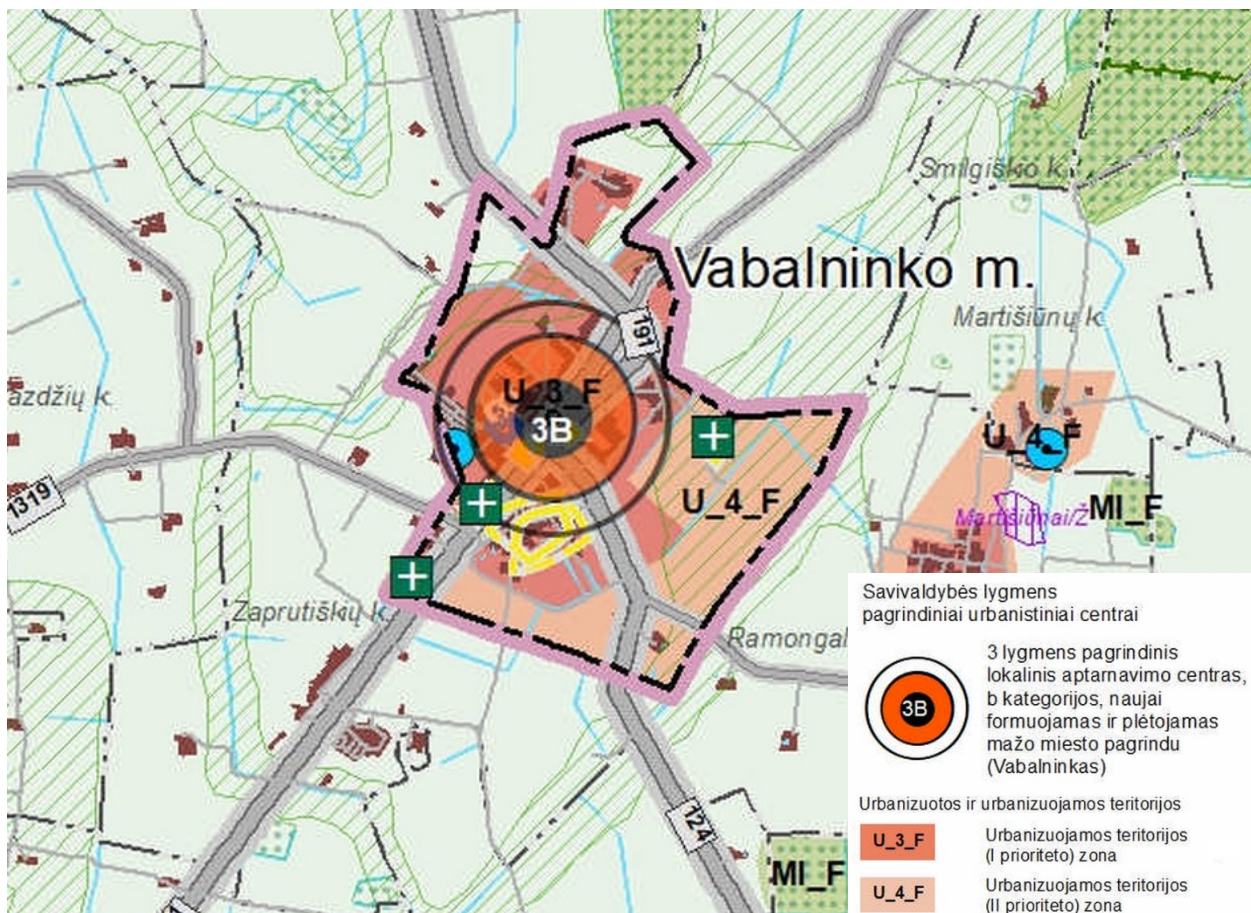 Smilgiško k.
Vabalninko m.
191
Martišiūnų k.
azdžių k.
U_3_F
3B
U_4_F
U_4_F
1319
MI_F
Martišiūnai/Ž
Zaprutiškių k.
Ramongal
124
MI_F
Savivaldybės lygmens
pagrindiniai urbanistiniai centrai
3B
3 lygmens pagrindinis
lokalinis aptarnavimo centras,
b kategorijos, naujai
formuojamas ir plėtojamas
mažo miesto pagrindu
(Vabalninkas)
Urbanizuotos ir urbanizuojamos teritorijos
U_3_F
Urbanizuojamos teritorijos
(I prioriteto) zona
U_4_F
Urbanizuojamos teritorijos
(II prioriteto) zona